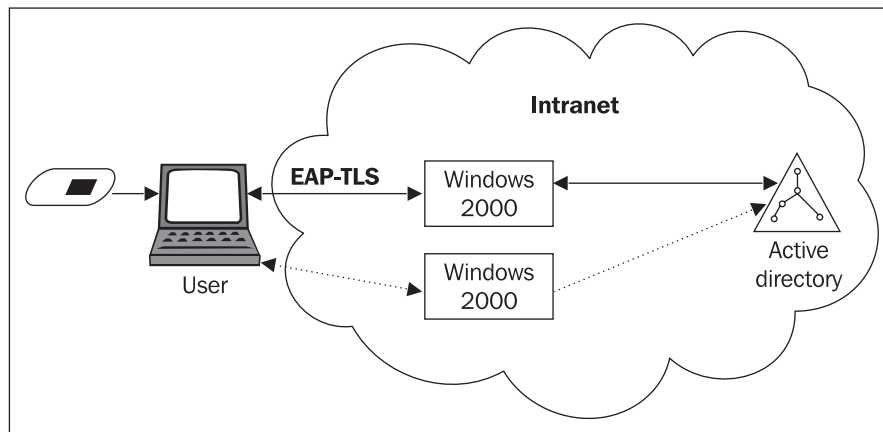 Intranet
EAP-TLS
Windows
2000
Windows
2000
User
Active
directory